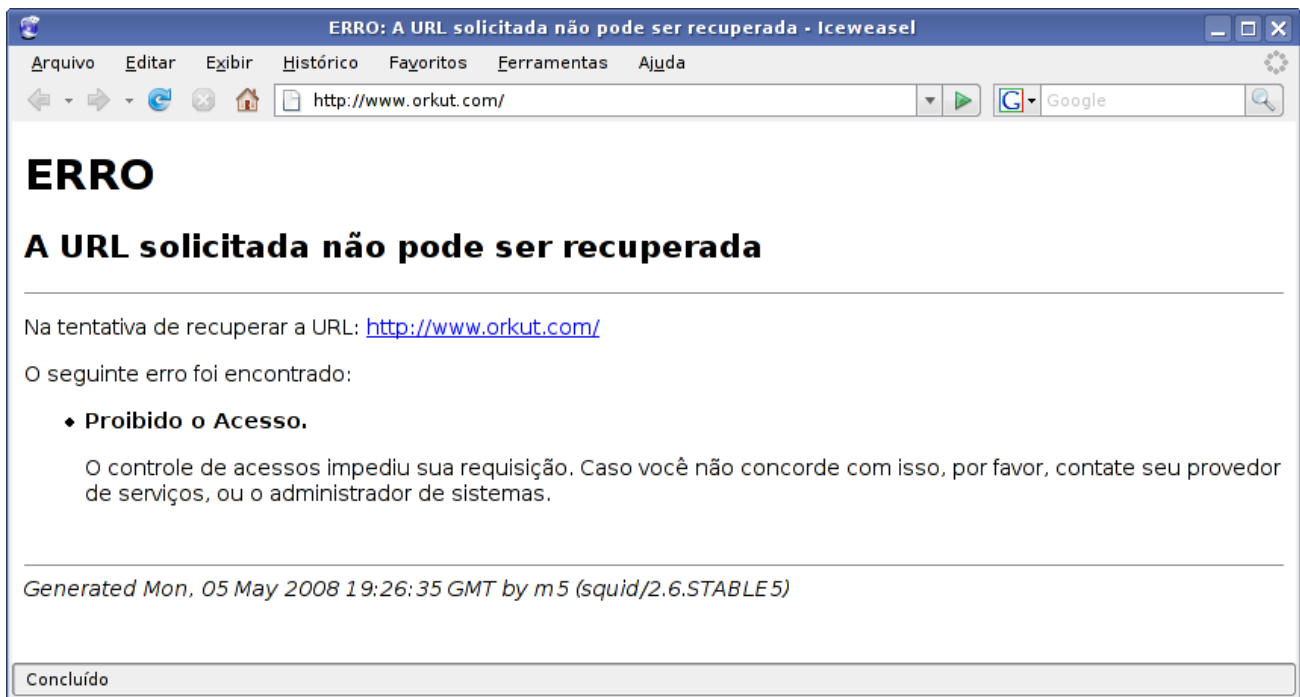 ERRO: A URL solicitada não pode ser recuperada - Iceweasel
Arquivo Editar Exibir Histórico Favoritos Ferramentas Ajuda
http://www.orkut.com/ G Google
ERRO
A URL solicitada não pode ser recuperada
Na tentativa de recuperar a URL: http://www.orkut.com/
O seguinte erro foi encontrado:
Proibido o Acesso.
O controle de acessos impediu sua requisição. Caso você não concorde com isso, por favor, contate seu provedor
de serviços, ou o administrador de sistemas.
Generated Mon, 05 May 2008 19:26:35 GMT by m5 (squid/2.6.STABLE5)
Concluído